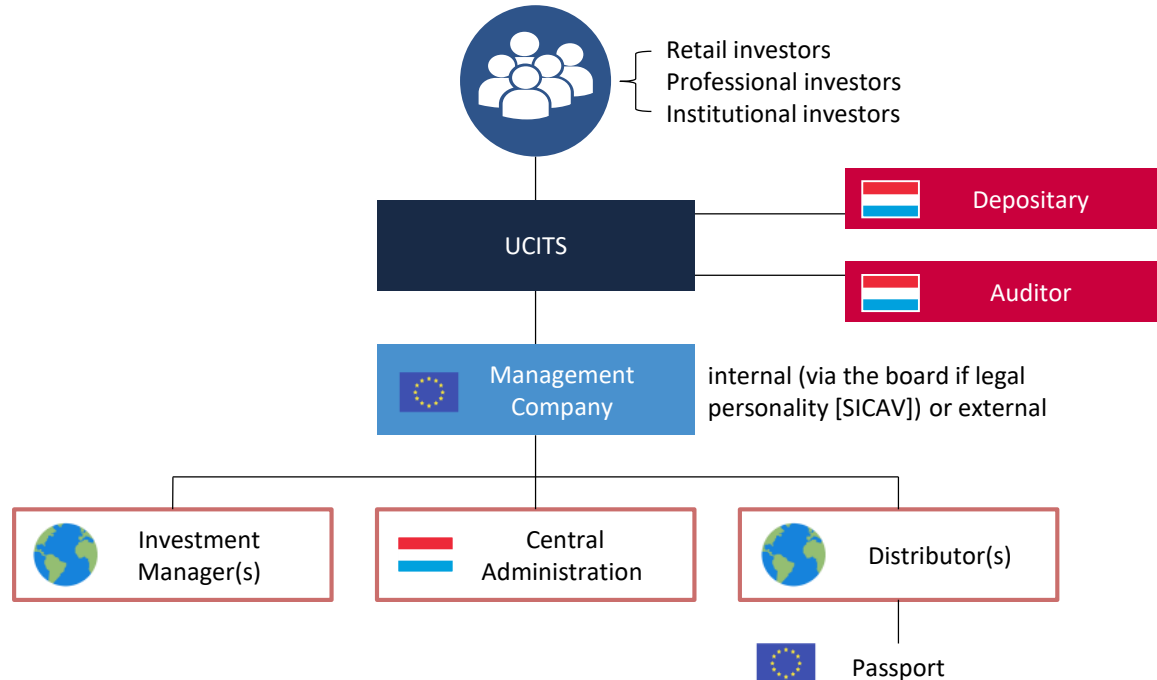 Retail investors
Professional investors
Institutional investors
Depositary
UCITS
Auditor
Management
Company
internal (via the board if legal
personality [SICAV]) or external
Investment
Manager(s)
Central
Administration
Distributor(s)
Passport